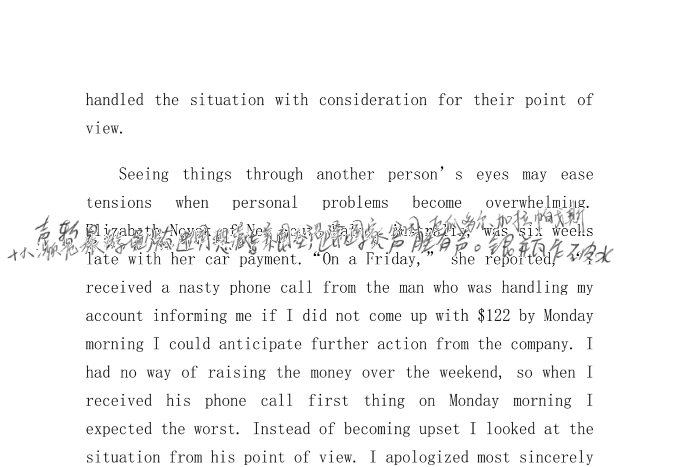 handled the situation with consideration for their point of
view.
Seeing things through another person’s eyes may ease
tensions when personal problems become overwhelming.
Elizabeth Novak of New was six weeks
late with her car payment. “On a Friday,” she reported,
received a nasty phone call from the man who was handling my
account informing me if I did not come up with $122 by Monday
morning I could anticipate further action from the company. I
had no way of raising the money over the weekend, so when I
received his phone call first thing on Monday morning I
expected the worst. Instead of becoming upset I looked at the
situation from his point of view. I apologized most sincerely